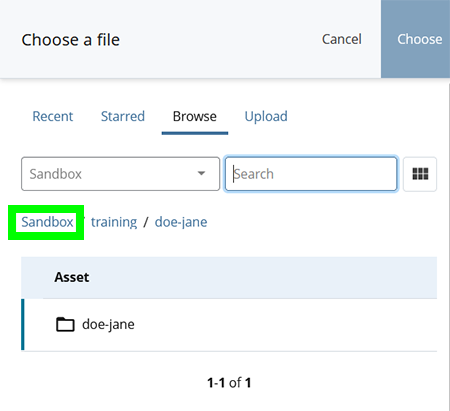 Choose a file Cancel Choose
Recent Starred Browse Upload
Sandbox Search
Sandbox / training / doe-jane
Asset
doe-jane
1-1 of 1